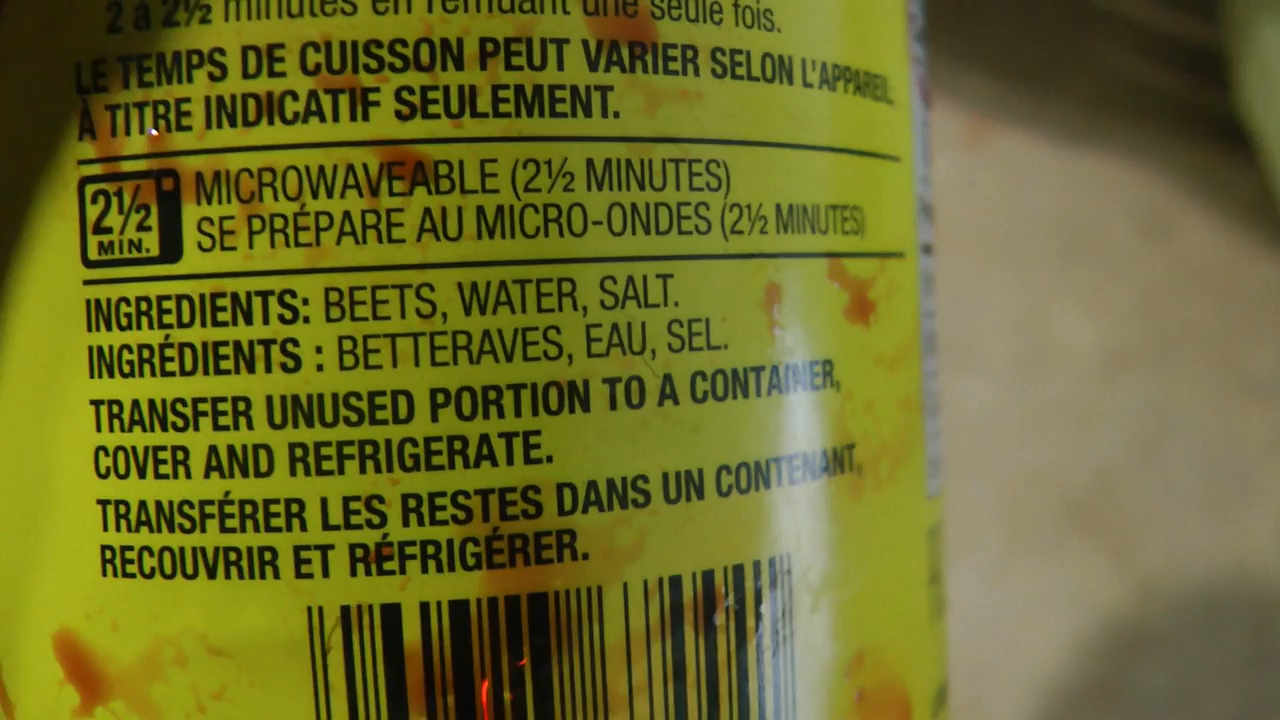 2 à 2½ minutes en remuant une seule fois.
LE TEMPS DE CUISSON PEUT VARIER SELON L'APPAREIL.
À TITRE INDICATIF SEULEMENT.
2½
MIN.
MICROWAVEABLE (2½ MINUTES)
SE PRÉPARE AU MICRO-ONDES (2½ MINUTES)
INGREDIENTS: BEETS, WATER, SALT.
INGRÉDIENTS : BETTERAVES, EAU, SEL.
TRANSFER UNUSED PORTION TO A CONTAINER,
COVER AND REFRIGERATE.
TRANSFÉRER LES RESTES DANS UN CONTENANT,
RECOUVRIR ET RÉFRIGÉRER.